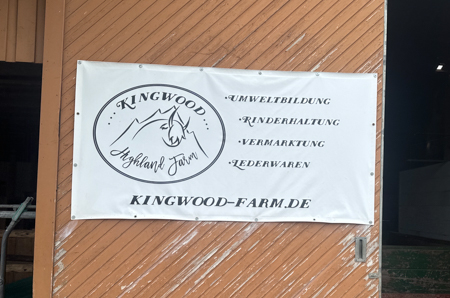 KINGWOOD
Highland Farm
·UMWELTBILDUNG
·RINDERHALTUNG
·VERMARKTUNG
·LEDERWAREN
KINGWOOD-FARM.DE